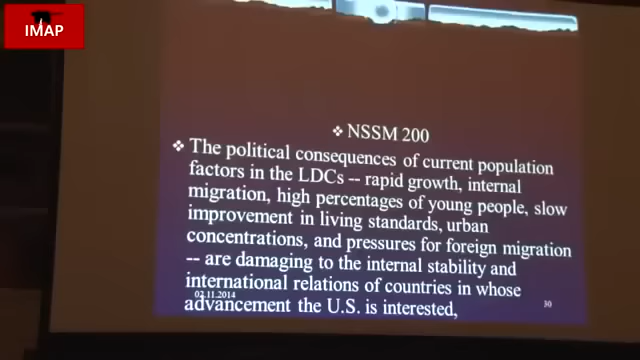 IMAP
❖ NSSM 200
❖ The political consequences of current population
factors in the LDCs -- rapid growth, internal
migration, high percentages of young people, slow
improvement in living standards, urban
concentrations, and pressures for foreign migration
-- are damaging to the internal stability and
international relations of countries in whose
advancement the U.S. is interested,
02.11.2014
30